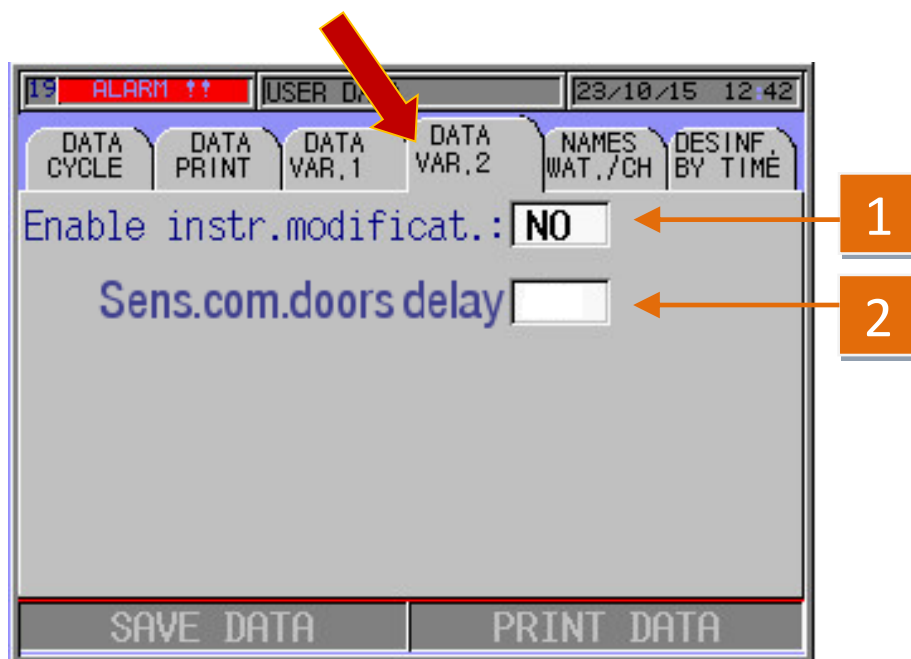 19 ALARM !! USER DA 23/10/15 12:42
DATA CYCLE DATA PRINT DATA VAR.1 DATA VAR.2 NAMES WAT./CH DESINF. BY TIME
Enable instr.modificat.: NO 1
Sens.com.doors delay 2
SAVE DATA PRINT DATA